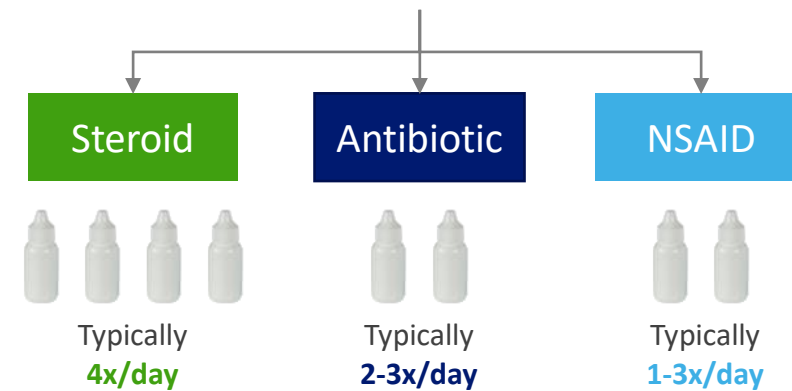 Steroid
Antibiotic
NSAID
Typically
4x/day
Typically
2-3x/day
Typically
1-3x/day